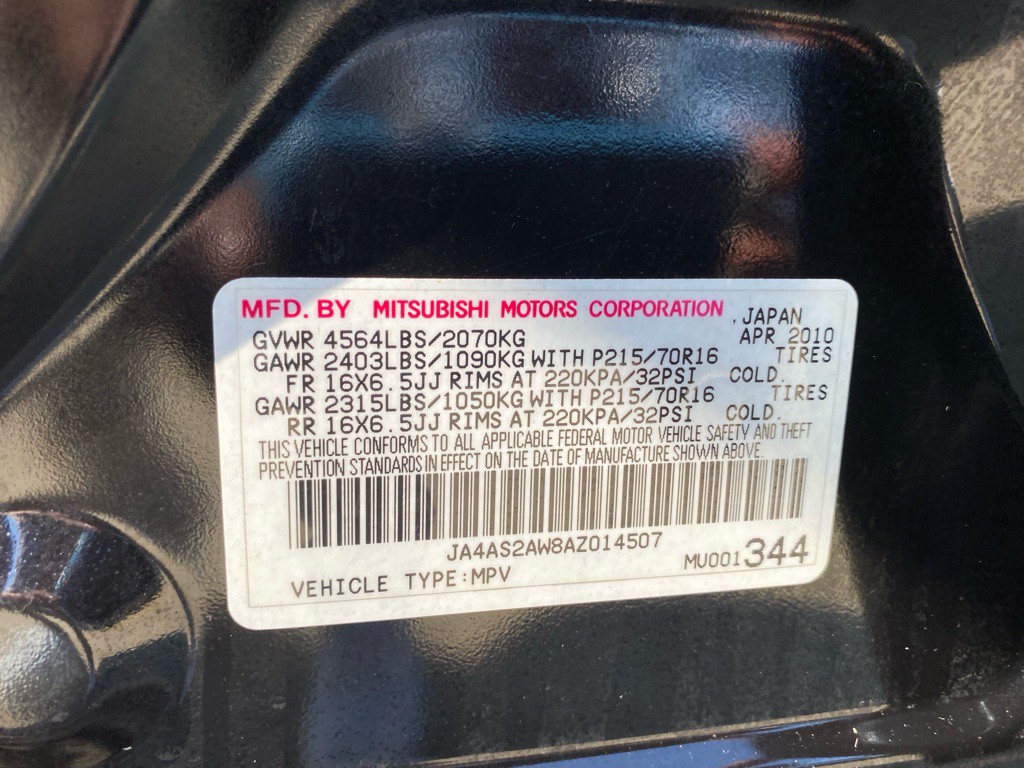 MFD. BY MITSUBISHI MOTORS CORPORATION , JAPAN
GVWR 4564LBS/2070KG APR 2010
GAWR 2403LBS/1090KG WITH P215/70R16 TIRES
FR 16X6.5JJ RIMS AT 220KPA/32PSI COLD.
GAWR 2315LBS/1050KG WITH P215/70R16 TIRES
RR 16X6.5JJ RIMS AT 220KPA/32PSI COLD.
THIS VEHICLE CONFORMS TO ALL APPLICABLE FEDERAL MOTOR VEHICLE SAFETY AND THEFT
PREVENTION STANDARDS IN EFFECT ON THE DATE OF MANUFACTURE SHOWN ABOVE.
JA4AS2AW8AZ014507
VEHICLE TYPE:MPV MU001344